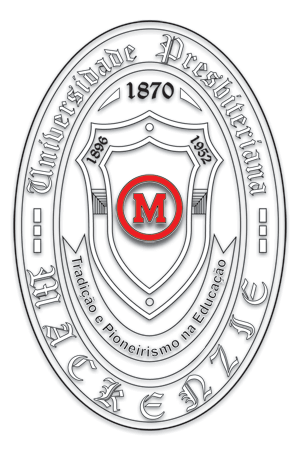 Universidade Presbiteriana
1870
1896
1952
M
Tradição e Pioneirismo na Educação
MACKENZIE